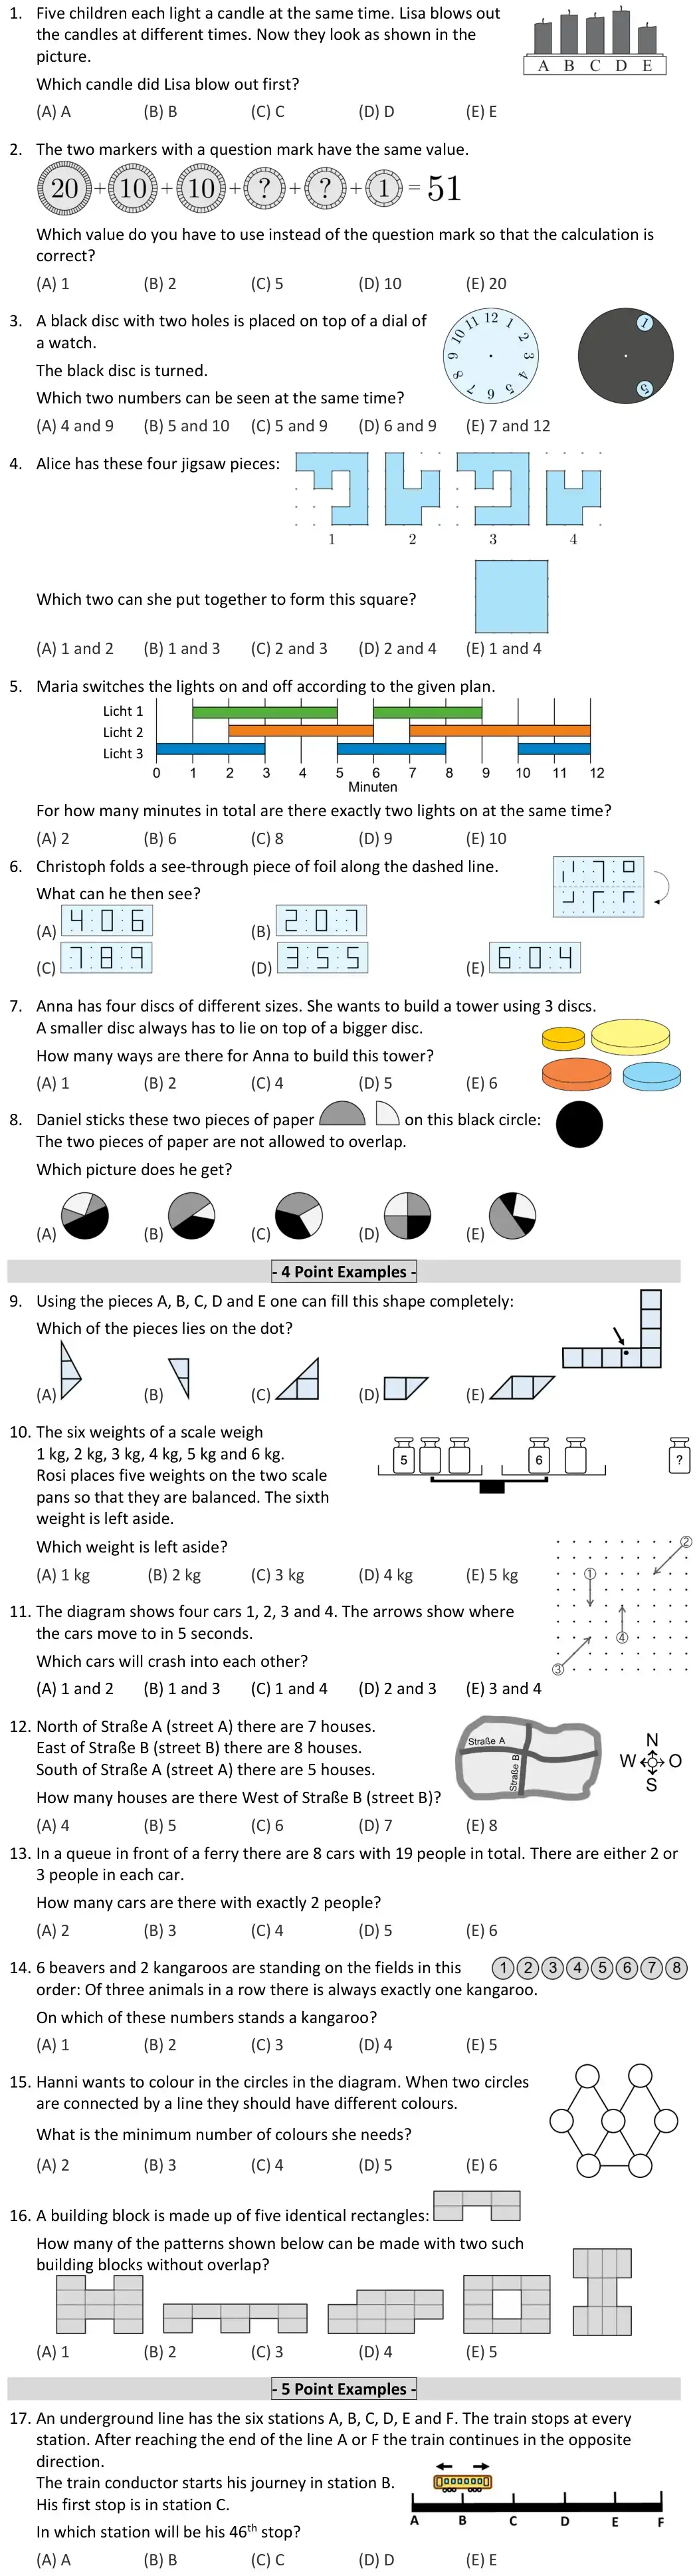 1. Five children each light a candle at the same time. Lisa blows out
the candles at different times. Now they look as shown in the
picture.
A B C D E
Which candle did Lisa blow out first?
(A) A (B) B (C) C (D) D (E) E
2. The two markers with a question mark have the same value.
20 + 10 + 10 + ? + ? + 1 = 51
Which value do you have to use instead of the question mark so that the calculation is
correct?
(A) 1 (B) 2 (C) 5 (D) 10 (E) 20
3. A black disc with two holes is placed on top of a dial of
a watch.
12 1 2 3 4 5 6 7 8 9 10 11
1 5
The black disc is turned.
Which two numbers can be seen at the same time?
(A) 4 and 9 (B) 5 and 10 (C) 5 and 9 (D) 6 and 9 (E) 7 and 12
4. Alice has these four jigsaw pieces:
1 2 3 4
Which two can she put together to form this square?
(A) 1 and 2 (B) 1 and 3 (C) 2 and 3 (D) 2 and 4 (E) 1 and 4
5. Maria switches the lights on and off according to the given plan.
Licht 1
Licht 2
Licht 3
0 1 2 3 4 5 6 7 8 9 10 11 12
Minuten
For how many minutes in total are there exactly two lights on at the same time?
(A) 2 (B) 6 (C) 8 (D) 9 (E) 10
6. Christoph folds a see-through piece of foil along the dashed line.
What can he then see?
(A) 4:0:6 (B) 2:0:7
(C) 7:8:9 (D) 3:5:5 (E) 6:0:4
7. Anna has four discs of different sizes. She wants to build a tower using 3 discs.
A smaller disc always has to lie on top of a bigger disc.
How many ways are there for Anna to build this tower?
(A) 1 (B) 2 (C) 4 (D) 5 (E) 6
8. Daniel sticks these two pieces of paper on this black circle:
The two pieces of paper are not allowed to overlap.
Which picture does he get?
(A) (B) (C) (D) (E)
- 4 Point Examples -
9. Using the pieces A, B, C, D and E one can fill this shape completely:
Which of the pieces lies on the dot?
(A) (B) (C) (D) (E)
10. The six weights of a scale weigh
1 kg, 2 kg, 3 kg, 4 kg, 5 kg and 6 kg.
Rosi places five weights on the two scale
pans so that they are balanced. The sixth
weight is left aside.
5 6 ?
Which weight is left aside?
(A) 1 kg (B) 2 kg (C) 3 kg (D) 4 kg (E) 5 kg
11. The diagram shows four cars 1, 2, 3 and 4. The arrows show where
the cars move to in 5 seconds.
② ① ④ ③
Which cars will crash into each other?
(A) 1 and 2 (B) 1 and 3 (C) 1 and 4 (D) 2 and 3 (E) 3 and 4
12. North of Straße A (street A) there are 7 houses.
East of Straße B (street B) there are 8 houses.
South of Straße A (street A) there are 5 houses.
Straße A
Straße B
N
W O
S
How many houses are there West of Straße B (street B)?
(A) 4 (B) 5 (C) 6 (D) 7 (E) 8
13. In a queue in front of a ferry there are 8 cars with 19 people in total. There are either 2 or
3 people in each car.
How many cars are there with exactly 2 people?
(A) 2 (B) 3 (C) 4 (D) 5 (E) 6
14. 6 beavers and 2 kangaroos are standing on the fields in this
1 2 3 4 5 6 7 8
order: Of three animals in a row there is always exactly one kangaroo.
On which of these numbers stands a kangaroo?
(A) 1 (B) 2 (C) 3 (D) 4 (E) 5
15. Hanni wants to colour in the circles in the diagram. When two circles
are connected by a line they should have different colours.
What is the minimum number of colours she needs?
(A) 2 (B) 3 (C) 4 (D) 5 (E) 6
16. A building block is made up of five identical rectangles:
How many of the patterns shown below can be made with two such
building blocks without overlap?
(A) 1 (B) 2 (C) 3 (D) 4 (E) 5
- 5 Point Examples -
17. An underground line has the six stations A, B, C, D, E and F. The train stops at every
station. After reaching the end of the line A or F the train continues in the opposite
direction.
The train conductor starts his journey in station B.
His first stop is in station C.
A B C D E F
In which station will be his 46th stop?
(A) A (B) B (C) C (D) D (E) E